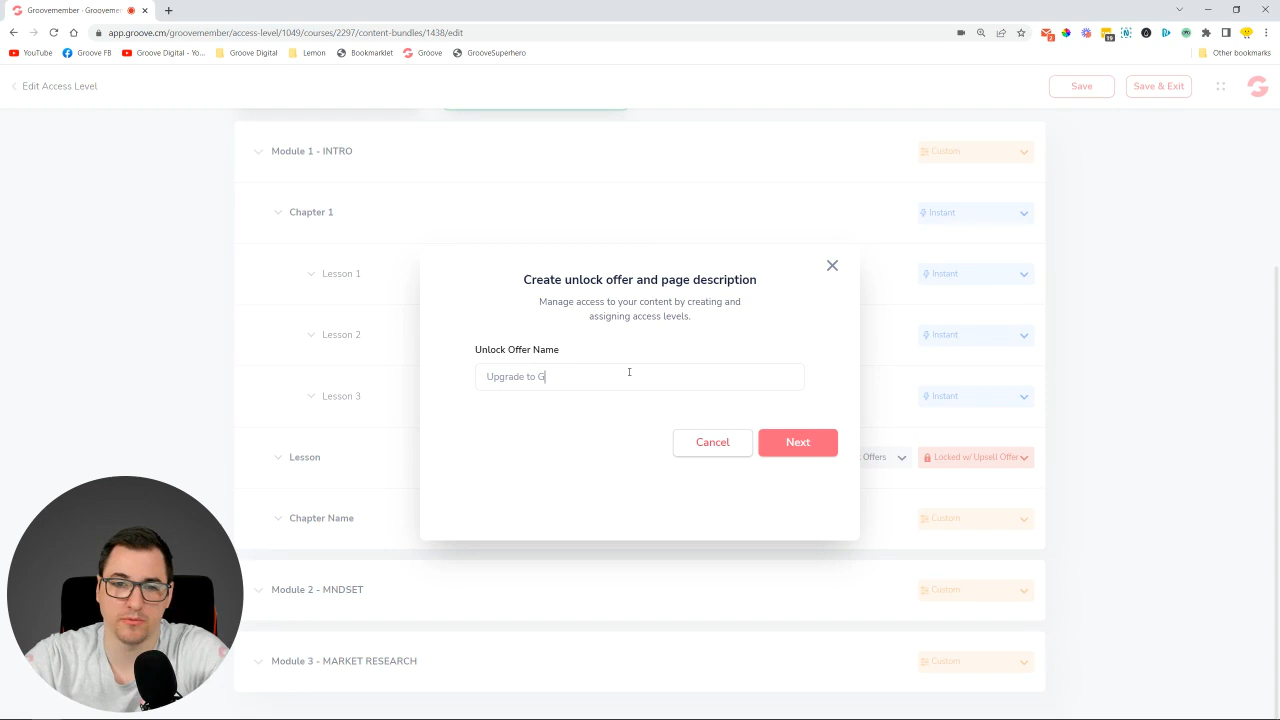 Groovemember - Grooveme
app.groove.cm/groovemember/access-level/1049/courses/2297/content-bundles/1438/edit
YouTube
Groove FB
Groove Digital - Yo...
Groove Digital
Lemon
Bookmarklet
Groove
GrooveSuperhero
Other bookmarks
Edit Access Level
Save
Save & Exit
Module 1 - INTRO
Custom
Chapter 1
Instant
Lesson 1
Instant
Lesson 2
Instant
Lesson 3
Instant
Lesson
Offers
Locked w/ Upsell Offer
Chapter Name
Custom
Module 2 - MNDSET
Custom
Module 3 - MARKET RESEARCH
Custom
Create unlock offer and page description
Manage access to your content by creating and
assigning access levels.
Unlock Offer Name
Upgrade to G
Cancel
Next